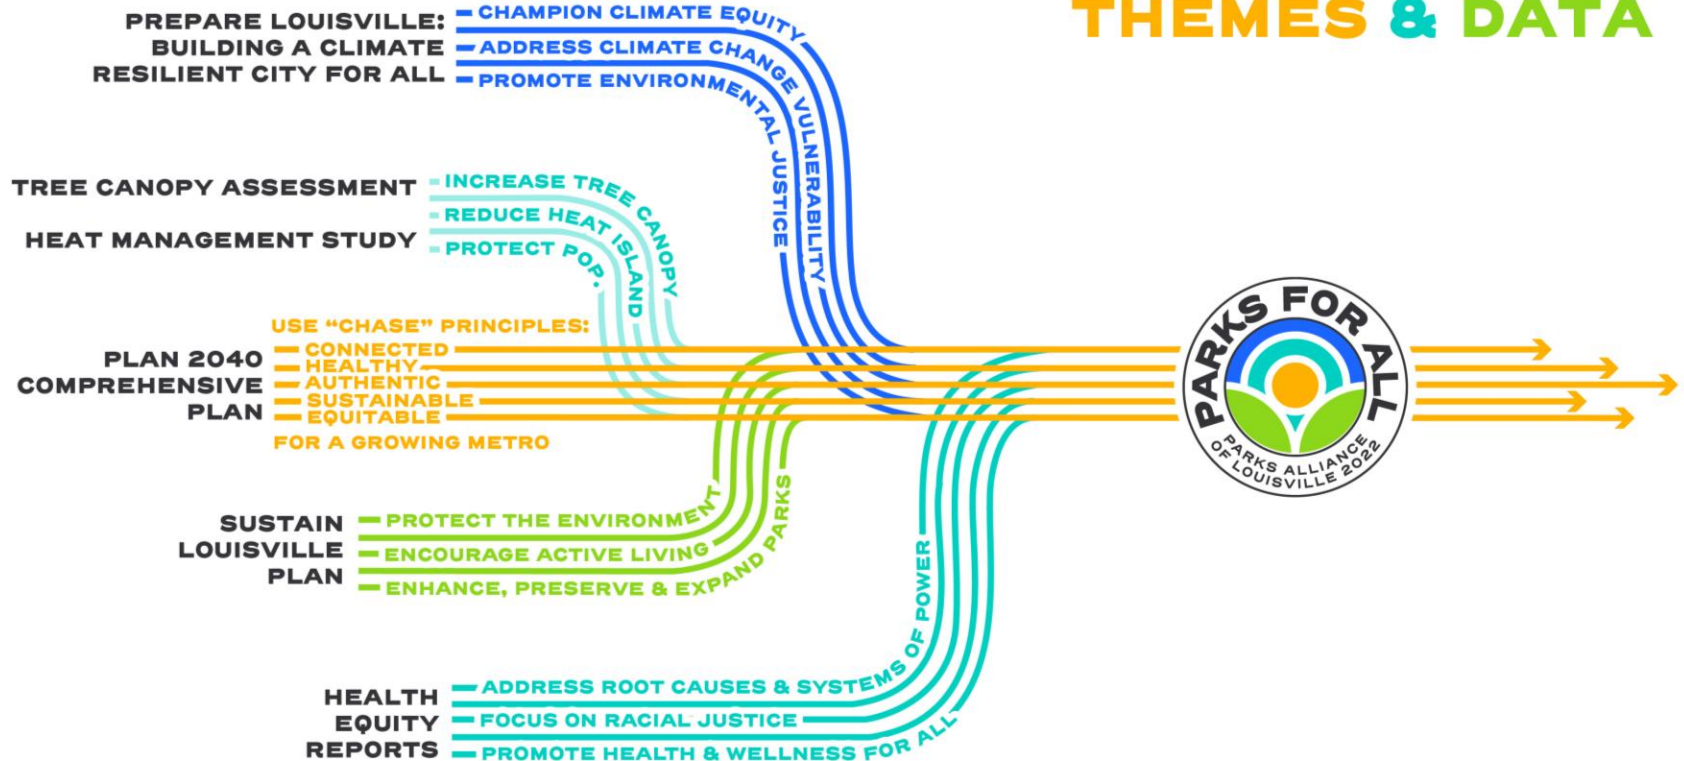 THEMES & DATA
PREPARE LOUISVILLE:
BUILDING A CLIMATE
RESILIENT CITY FOR ALL
CHAMPION CLIMATE EQUITY
ADDRESS CLIMATE CHANGE VULNERABILITY
PROMOTE ENVIRONMENTAL JUSTICE
TREE CANOPY ASSESSMENT
HEAT MANAGEMENT STUDY
INCREASE TREE CANOPY
REDUCE HEAT ISLAND
PROTECT POP.
PLAN 2040
COMPREHENSIVE
PLAN
USE “CHASE” PRINCIPLES:
CONNECTED
HEALTHY
AUTHENTIC
SUSTAINABLE
EQUITABLE
FOR A GROWING METRO
SUSTAIN
LOUISVILLE
PLAN
PROTECT THE ENVIRONMENT
ENCOURAGE ACTIVE LIVING
ENHANCE, PRESERVE & EXPAND PARKS
HEALTH
EQUITY
REPORTS
ADDRESS ROOT CAUSES & SYSTEMS OF POWER
FOCUS ON RACIAL JUSTICE
PROMOTE HEALTH & WELLNESS FOR ALL
PARKS FOR ALL
PARKS ALLIANCE
OF LOUISVILLE 2022